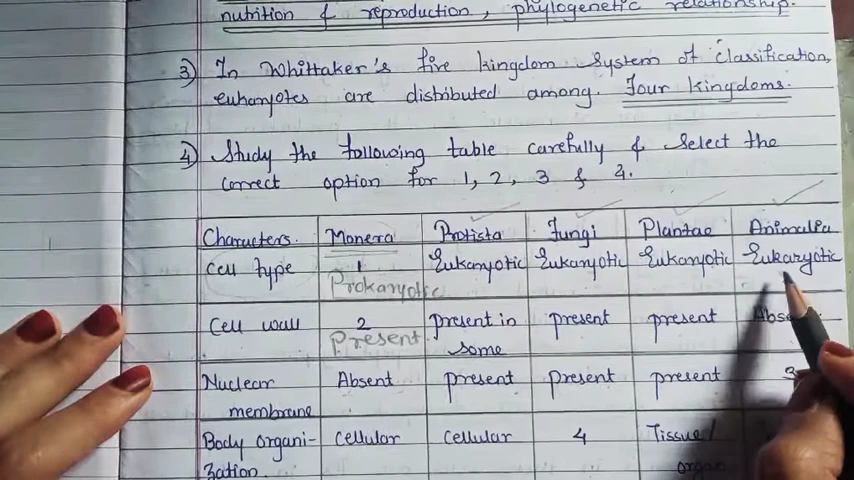 nutrition & reproduction, phylogenetic relationship.
3) In Whittaker's five kingdom system of classification,
eukaryotes are distributed among. Four kingdoms.
4) Study the following table carefully & select the
correct option for 1, 2, 3 & 4.
Characters. Monera Protista Fungi Plantae Animalia
Cell type 1 Prokaryotic Eukaryotic Eukaryotic Eukaryotic Eukaryotic
Cell wall 2 Present. present in present present
some
Nuclear Absent present present present 3
membrane
Body organi- cellular cellular 4 Tissue/
zation. organ